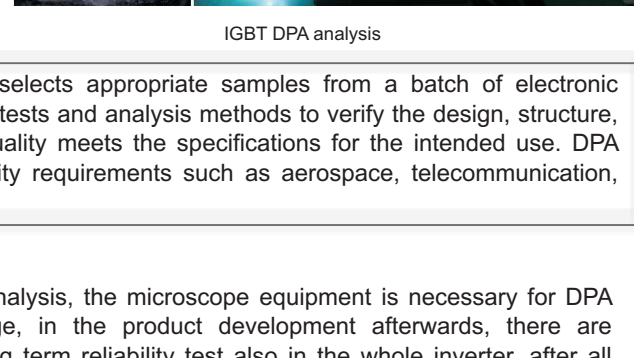 IGBT DPA analysis
selects appropriate samples from a batch of electronic
tests and analysis methods to verify the design, structure,
uality meets the specifications for the intended use. DPA
ity requirements such as aerospace, telecommunication,
nalysis, the microscope equipment is necessary for DPA
ge, in the product development afterwards, there are
g term reliability test also in the whole inverter, after all